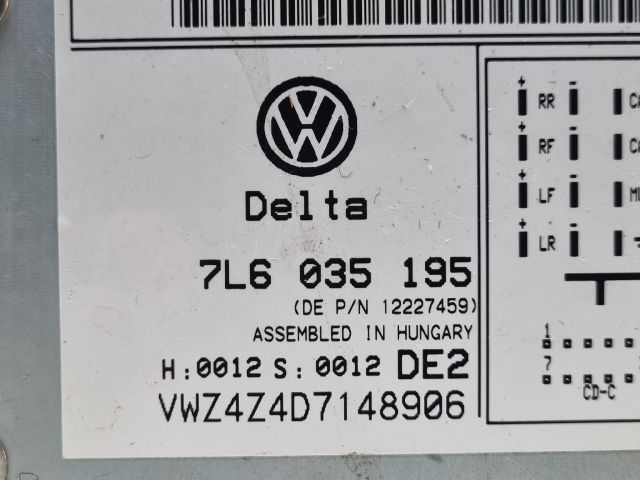 VW
Delta
7L6 035 195
(DE P/N 12227459)
ASSEMBLED IN HUNGARY
H:0012 S:0012 DE2
VWZ4Z4D7148906
+ RR -
+ RF -
+ LF -
+ LR -
1
7
CD-C